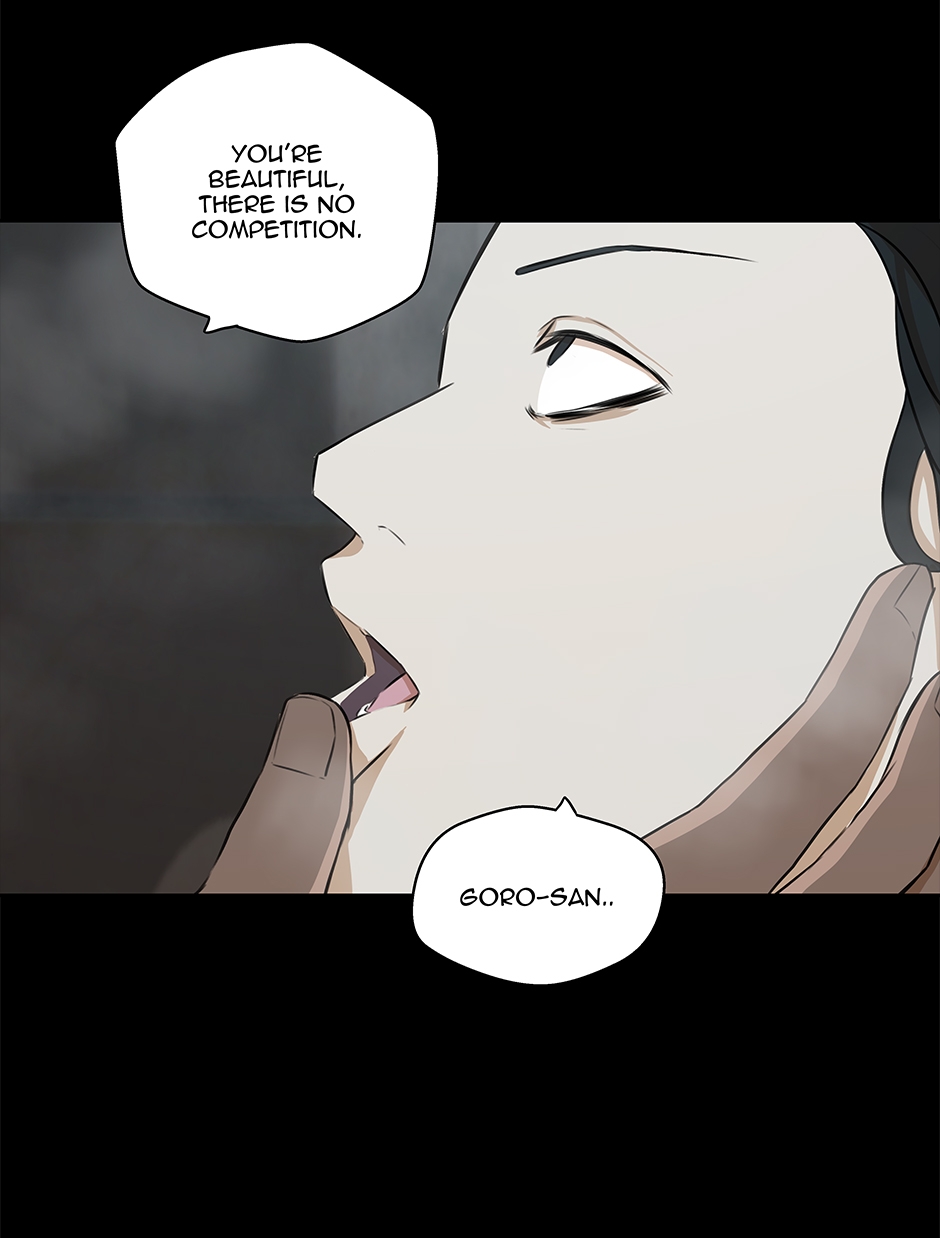 YOU'RE
BEAUTIFUL,
THERE IS NO
COMPETITION.
GORO-SAN..